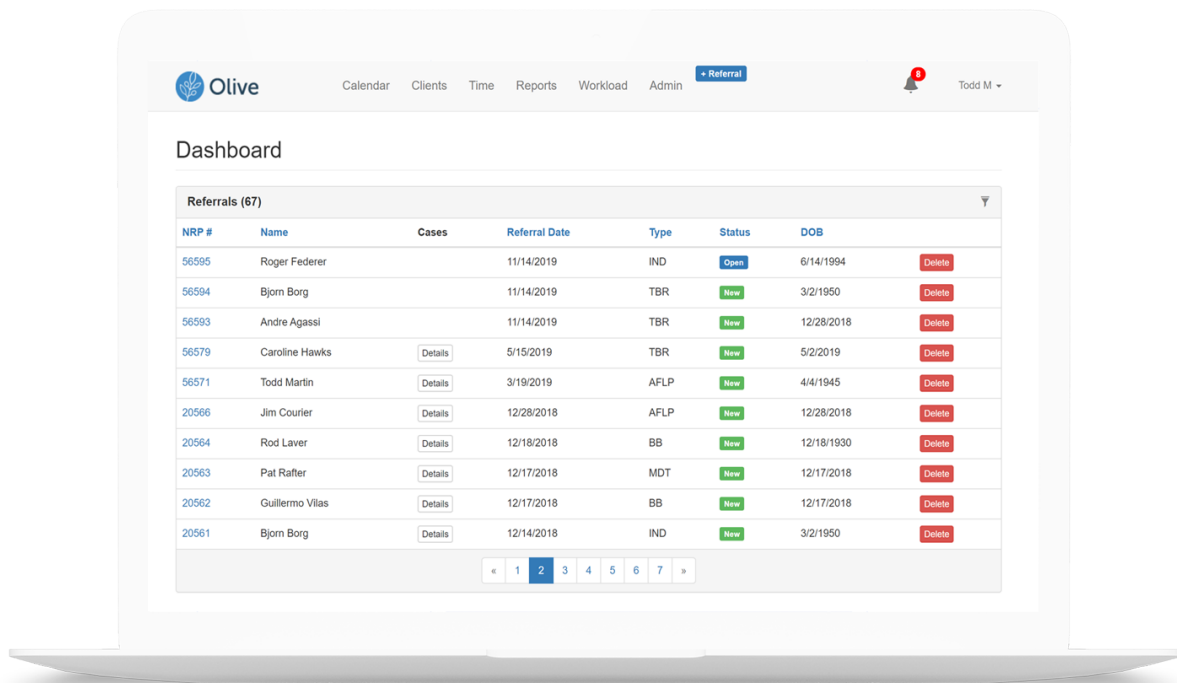 Olive Calendar Clients Time Reports Workload Admin + Referral 8 Todd M
Dashboard
Referrals (67)
NRP # Name Cases Referral Date Type Status DOB
56595 Roger Federer 11/14/2019 IND Open 6/14/1994 Delete
56594 Bjorn Borg 11/14/2019 TBR New 3/2/1950 Delete
56593 Andre Agassi 11/14/2019 TBR New 12/28/2018 Delete
56579 Caroline Hawks Details 5/15/2019 TBR New 5/2/2019 Delete
56571 Todd Martin Details 3/19/2019 AFLP New 4/4/1945 Delete
20566 Jim Courier Details 12/28/2018 AFLP New 12/28/2018 Delete
20564 Rod Laver Details 12/18/2018 BB New 12/18/1930 Delete
20563 Pat Rafter Details 12/17/2018 MDT New 12/17/2018 Delete
20562 Guillermo Vilas Details 12/17/2018 BB New 12/17/2018 Delete
20561 Bjorn Borg Details 12/14/2018 IND New 3/2/1950 Delete
« 1 2 3 4 5 6 7 »